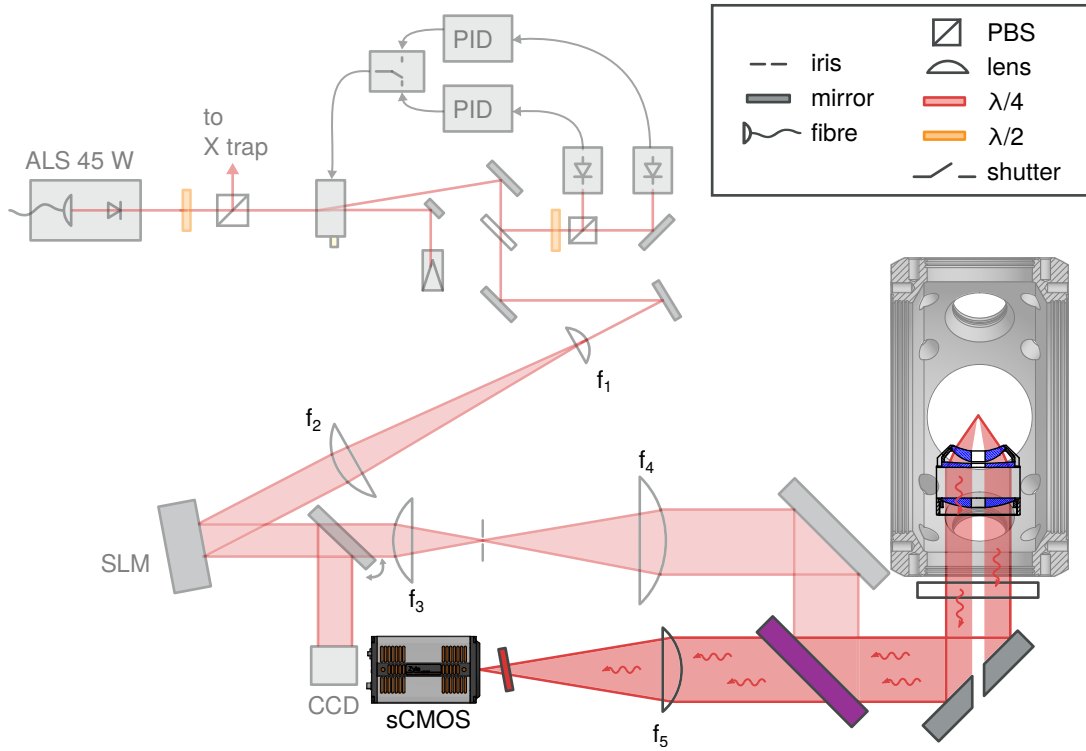 PID
PID
to
X trap
ALS 45 W
iris
mirror
fibre
PBS
lens
λ/4
λ/2
shutter
f1
f2
f3
f4
f5
SLM
CCD
sCMOS